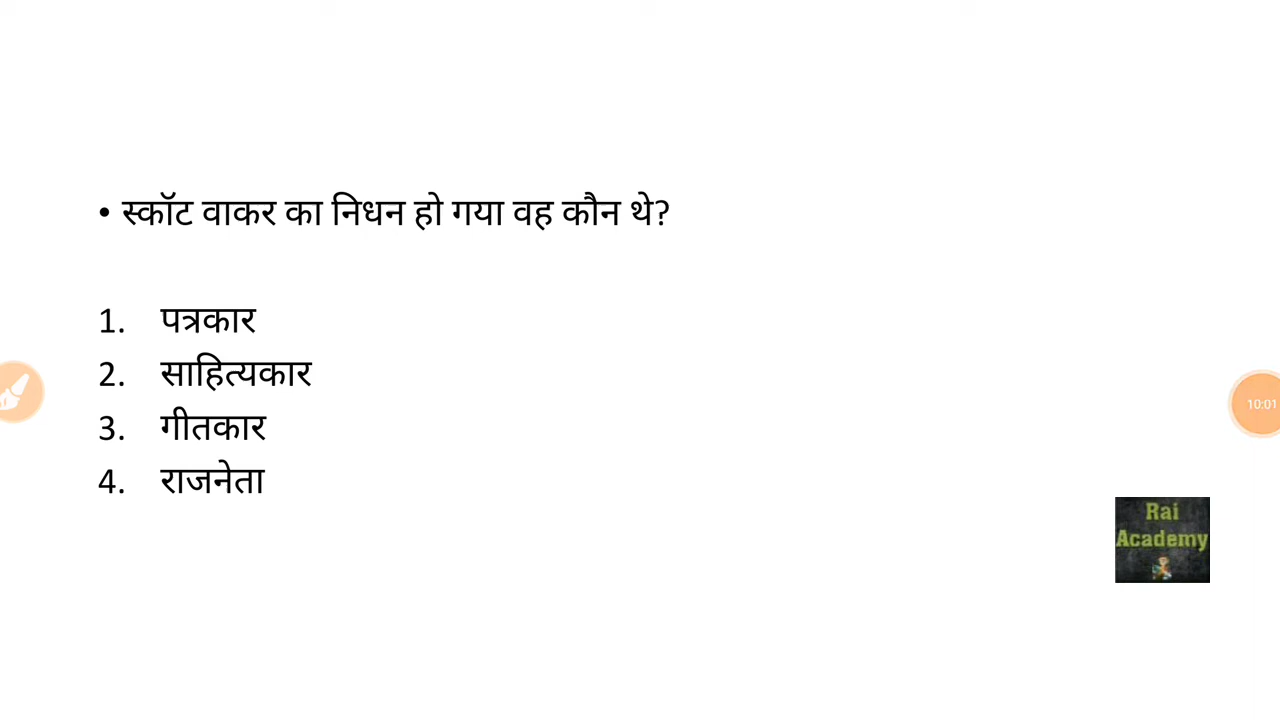 • स्कॉट वाकर का निधन हो गया वह कौन थे?
1. पत्रकार
2. साहित्यकार
3. गीतकार
4. राजनेता
10:01
Rai
Academy